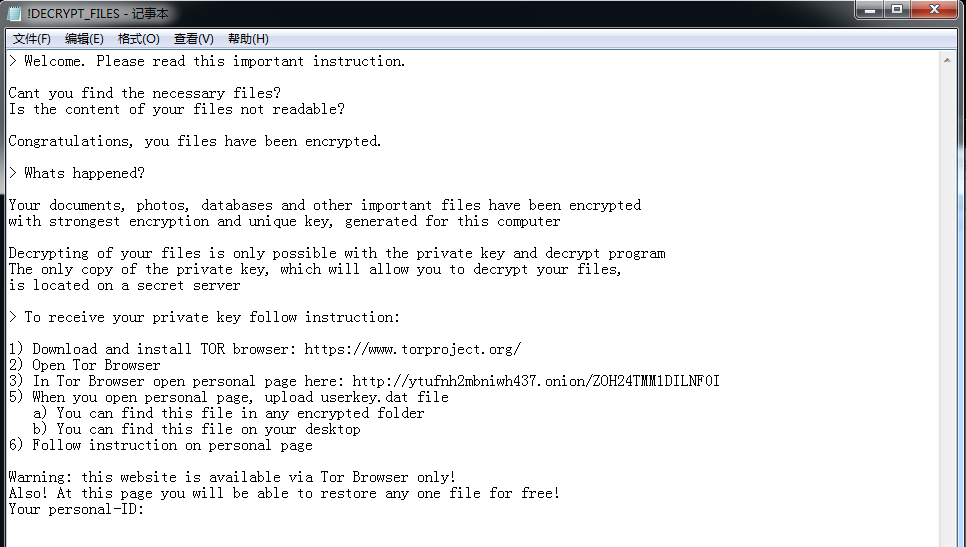 !DECRYPT_FILES - 记事本
文件(F) 编辑(E) 格式(O) 查看(V) 帮助(H)
> Welcome. Please read this important instruction.
Cant you find the necessary files?
Is the content of your files not readable?
Congratulations, you files have been encrypted.
> Whats happened?
Your documents, photos, databases and other important files have been encrypted
with strongest encryption and unique key, generated for this computer
Decrypting of your files is only possible with the private key and decrypt program
The only copy of the private key, which will allow you to decrypt your files,
is located on a secret server
> To receive your private key follow instruction:
1) Download and install TOR browser: https://www.torproject.org/
2) Open Tor Browser
3) In Tor Browser open personal page here: http://ytufnh2mbniwh437.onion/ZOH24TMM1DILNF0I
5) When you open personal page, upload userkey.dat file
a) You can find this file in any encrypted folder
b) You can find this file on your desktop
6) Follow instruction on personal page
Warning: this website is available via Tor Browser only!
Also! At this page you will be able to restore any one file for free!
Your personal-ID: